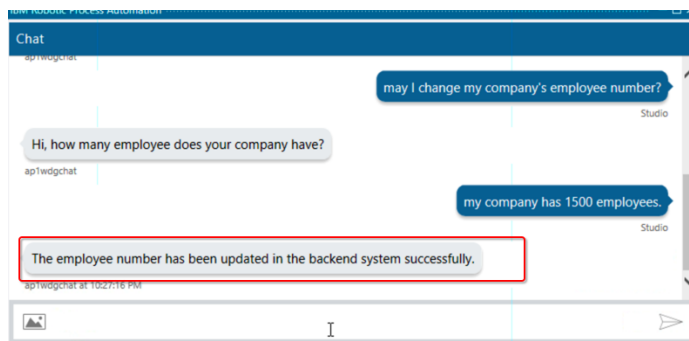 IBM Robotic Process Automation
Chat
ap1wdgchat
may I change my company's employee number?
Studio
Hi, how many employee does your company have?
ap1wdgchat
my company has 1500 employees.
Studio
The employee number has been updated in the backend system successfully.
ap1wdgchat at 10:27:16 PM